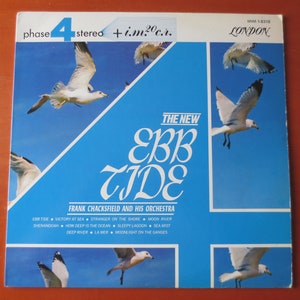 phase 4 stereo
LONDON
THE NEW
EBB
TIDE
FRANK CHACKSFIELD AND HIS ORCHESTRA
EBB TIDE ★ VICTORY AT SEA ★ STRANGER ON THE SHORE ★ MOON RIVER
SHENANDOAH ★ HOW DEEP IS THE OCEAN ★ SLEEPY LAGOON ★ SEA MIST
DEEP RIVER ★ LA MER ★ MOONLIGHT ON THE GANGES